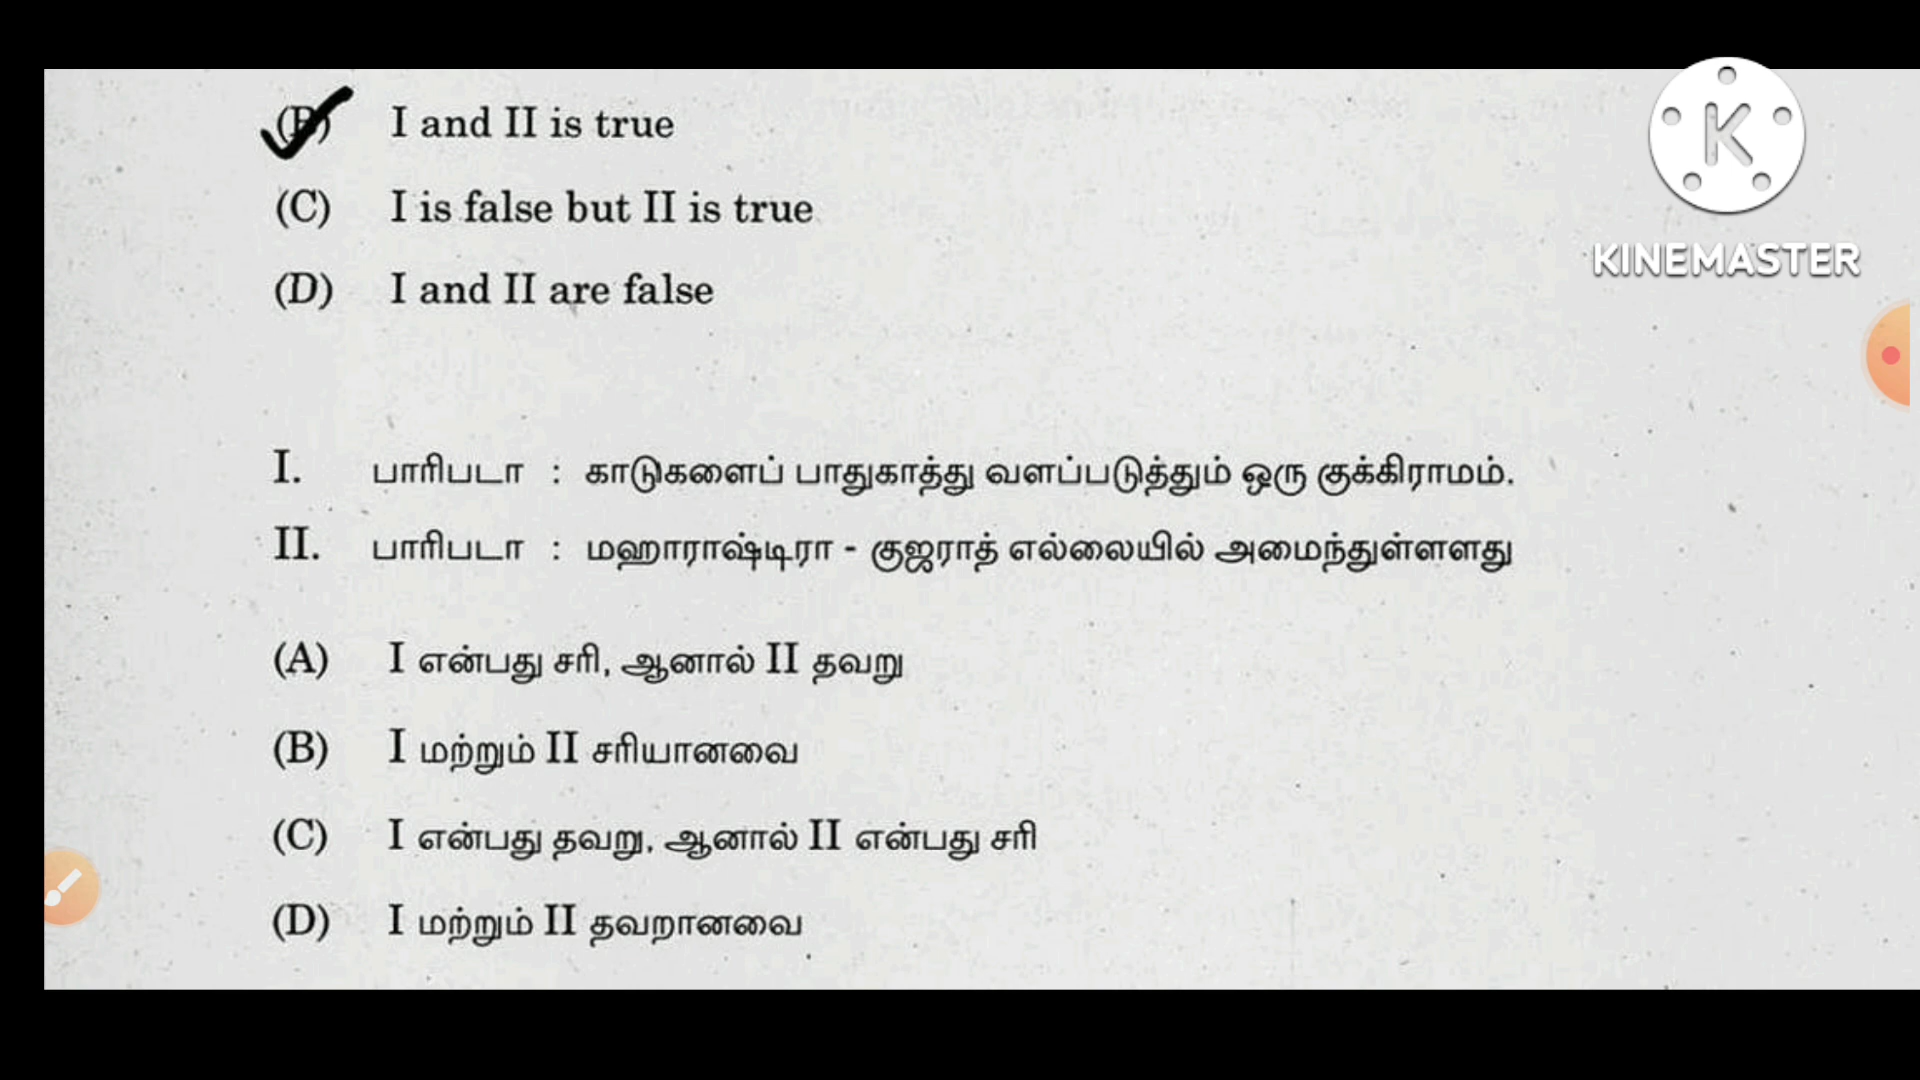 (B) I and II is true
(C) I is false but II is true
(D) I and II are false
K
KINEMASTER
I. பாரிபடா : காடுகளைப் பாதுகாத்து வளப்படுத்தும் ஒரு குக்கிராமம்.
II. பாரிபடா : மஹாராஷ்டிரா - குஜராத் எல்லையில் அமைந்துள்ளளது
(A) I என்பது சரி, ஆனால் II தவறு
(B) I மற்றும் II சரியானவை
(C) I என்பது தவறு, ஆனால் II என்பது சரி
(D) I மற்றும் II தவறானவை